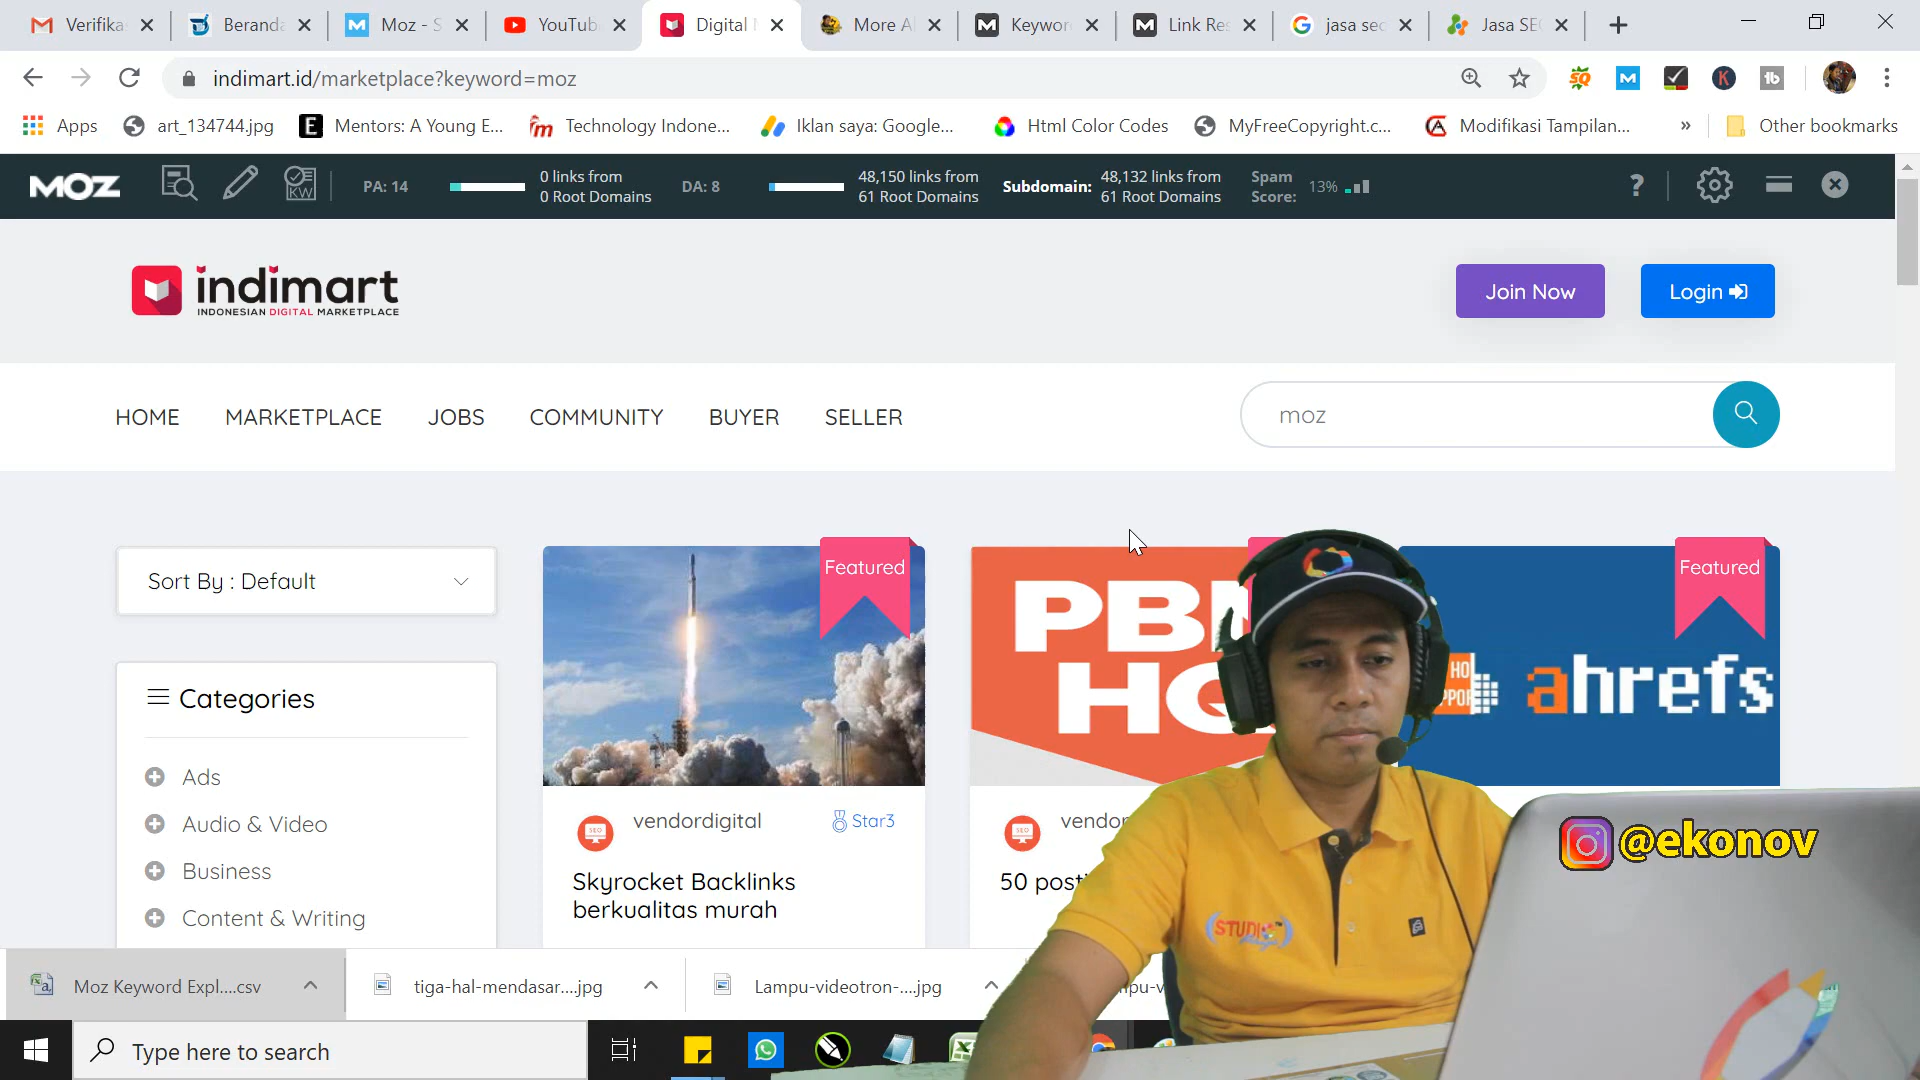 Verifika
Beranda
Moz - S
YouTub
Digital
More A
Keywor
Link Re
jasa seo
Jasa SE
indimart.id/marketplace?keyword=moz
Apps
art_134744.jpg
Mentors: A Young E...
Technology Indone...
Iklan saya: Google...
Html Color Codes
MyFreeCopyright.c...
Modifikasi Tampilan...
»
Other bookmarks
MOZ
KW
PA: 14
0 links from
0 Root Domains
DA: 8
48,150 links from
61 Root Domains
Subdomain:
48,132 links from
61 Root Domains
Spam
Score:
13%
?
indimart
INDONESIAN DIGITAL MARKETPLACE
Join Now
Login
HOME
MARKETPLACE
JOBS
COMMUNITY
BUYER
SELLER
moz
Sort By : Default
Categories
Ads
Audio & Video
Business
Content & Writing
Featured
vendordigital
Star3
Skyrocket Backlinks
berkualitas murah
PBN
HQ
50 posti
Featured
ahrefs
@ekonov
STUDIO
Moz Keyword Expl....csv
tiga-hal-mendasar....jpg
Lampu-videotron-....jpg
Type here to search